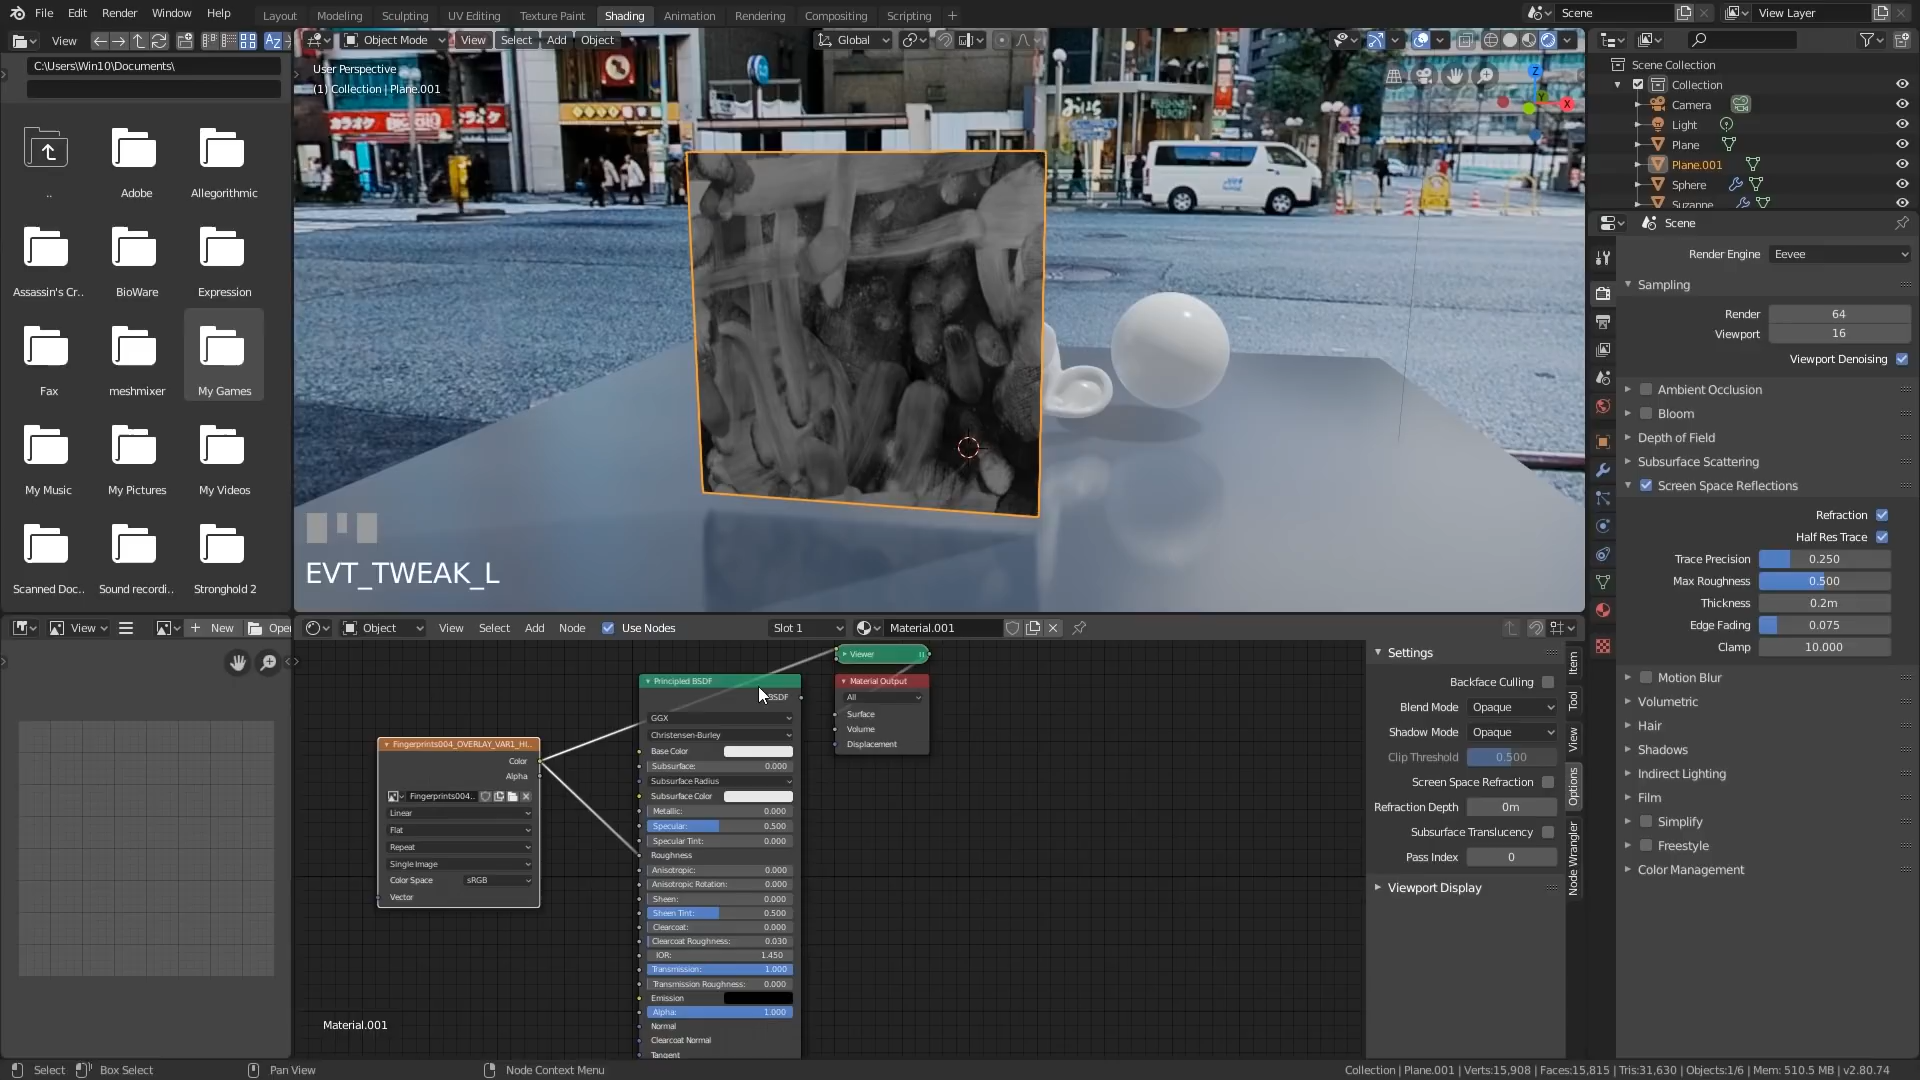 File Edit Render Window Help
Layout Modeling Sculpting UV Editing Texture Paint Shading Animation Rendering Compositing Scripting +
Scene
View Layer
View
C:\Users\Win10\Documents\
..
Adobe
Allegorithmic
Assassin's Cr..
BioWare
Expression
Fax
meshmixer
My Games
My Music
My Pictures
My Videos
Scanned Doc..
Sound recordi..
Stronghold 2
Object Mode View Select Add Object
Global
User Perspective
(1) Collection | Plane.001
カラオケ
Z
Y
X
EVT_TWEAK_L
Scene Collection
Collection
Camera
Light
Plane
Plane.001
Sphere
Suzanne
Scene
Render Engine Eevee
Sampling
Render 64
Viewport 16
Viewport Denoising
Ambient Occlusion
Bloom
Depth of Field
Subsurface Scattering
Screen Space Reflections
Refraction
Half Res Trace
Trace Precision 0.250
Max Roughness 0.500
Thickness 0.2m
Edge Fading 0.075
Clamp 10.000
Motion Blur
Volumetric
Hair
Shadows
Indirect Lighting
Film
Simplify
Freestyle
Color Management
View
+ New
Open
Object View Select Add Node Use Nodes
Slot 1
Material.001
Viewer
Principled BSDF
BSDF
GGX
Christensen-Burley
Base Color
Subsurface: 0.000
Subsurface Radius
Subsurface Color
Metallic: 0.000
Specular: 0.500
Specular Tint: 0.000
Roughness
Anisotropic: 0.000
Anisotropic Rotation: 0.000
Sheen: 0.000
Sheen Tint: 0.500
Clearcoat: 0.000
Clearcoat Roughness: 0.030
IOR: 1.450
Transmission: 1.000
Transmission Roughness: 0.000
Emission
Alpha: 1.000
Normal
Clearcoat Normal
Tangent
Material Output
All
Surface
Volume
Displacement
Fingerprints004_OVERLAY_VAR1_HI..
Color
Alpha
Fingerprints004..
Linear
Flat
Repeat
Single Image
Color Space sRGB
Vector
Material.001
Settings
Backface Culling
Blend Mode Opaque
Shadow Mode Opaque
Clip Threshold 0.500
Screen Space Refraction
Refraction Depth 0m
Subsurface Translucency
Pass Index 0
Viewport Display
Item
Tool
View
Options
Node Wrangler
Select
Box Select
Pan View
Node Context Menu
Collection | Plane.001 | Verts:15,908 | Faces:15,815 | Tris:31,630 | Objects:1/6 | Mem: 510.5 MB | v2.80.74